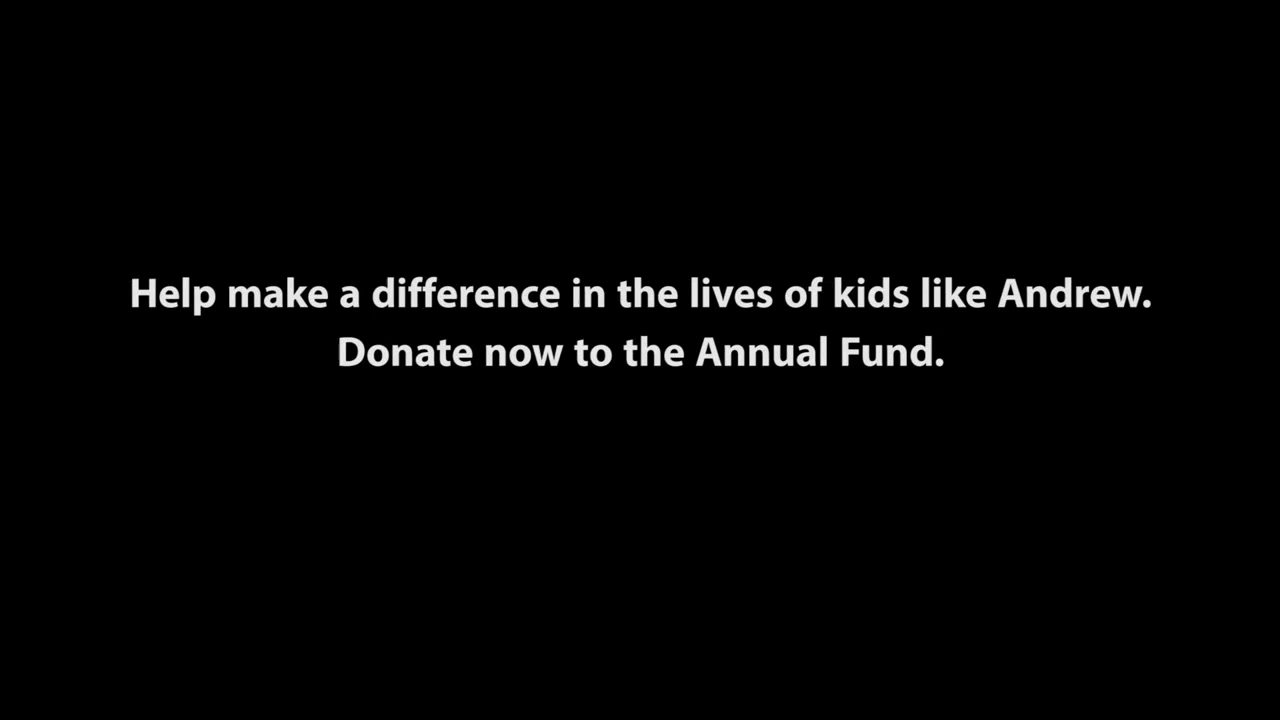 Help make a difference in the lives of kids like Andrew.
Donate now to the Annual Fund.